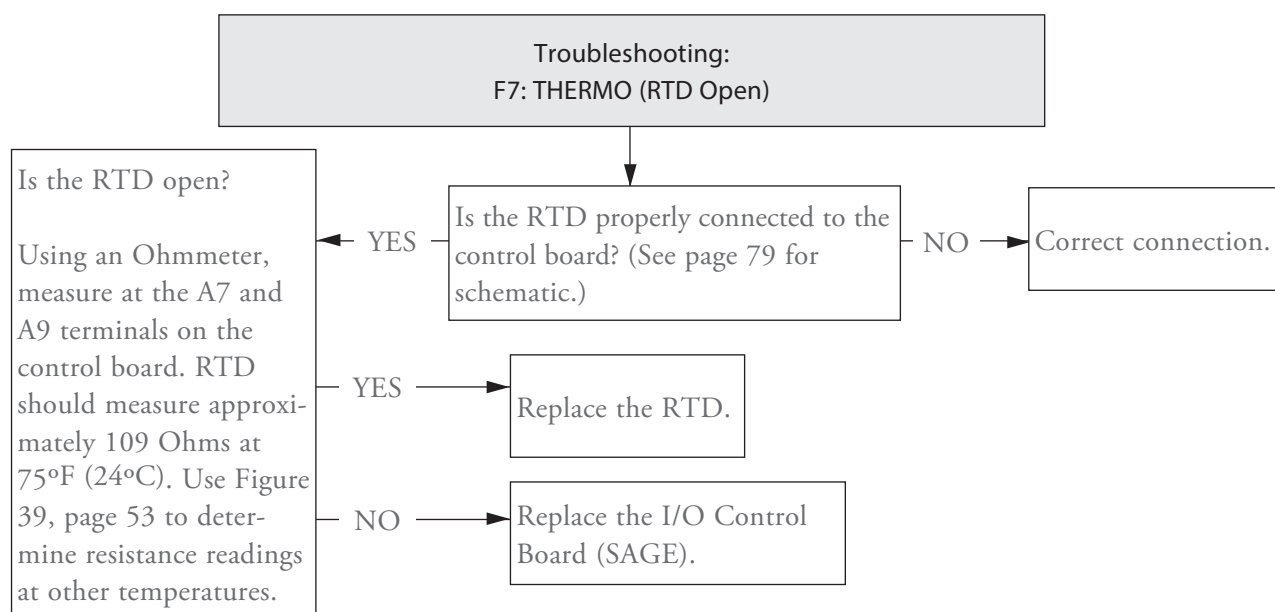 Troubleshooting:
F7: THERMO (RTD Open)
Is the RTD properly connected to the
control board? (See page 79 for
schematic.)
NO
Correct connection.
YES
Is the RTD open?
Using an Ohmmeter,
measure at the A7 and
A9 terminals on the
control board. RTD
should measure approxi-
mately 109 Ohms at
75ºF (24ºC). Use Figure
39, page 53 to deter-
mine resistance readings
at other temperatures.
YES
Replace the RTD.
NO
Replace the I/O Control
Board (SAGE).